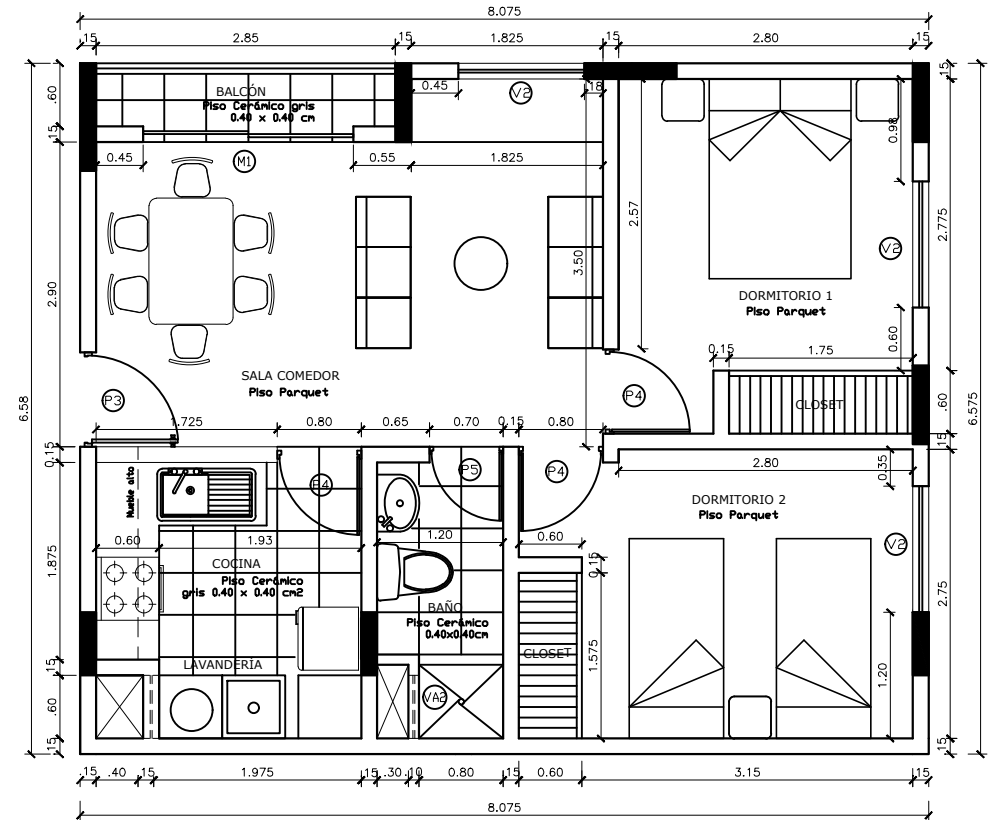 8.075
.15 2.85 .15 1.825 .15 2.80 .15
.60
.15
BALCÓN
Piso Cerámico gris
0.40 x 0.40 cm
0.45
V2
.18
.15
0.98
0.45
M1
0.55
1.825
2.57
3.50
V2
2.775
2.90
DORMITORIO 1
Piso Parquet
0.60
0.15
1.75
SALA COMEDOR
Piso Parquet
6.58
6.575
P3
P4
CLOSET
.60
1.725 0.80 0.65 0.70 0.15 0.80
0.15
.15
Mueble alto
P4
P5
P4
2.80
0.35
DORMITORIO 2
Piso Parquet
0.60
1.93
1.20
0.60
V2
1.875
COCINA
Piso Cerámico
gris 0.40 x 0.40 cm2
0.15
2.75
BAÑO
Piso Cerámico
0.40x0.40cm
CLOSET
1.575
1.20
LAVANDERÍA
.15
.60
VA2
.15
.15
.15 .40 .15 1.975 .15 .30 .10 0.80 .15 0.60 3.15 .15
8.075